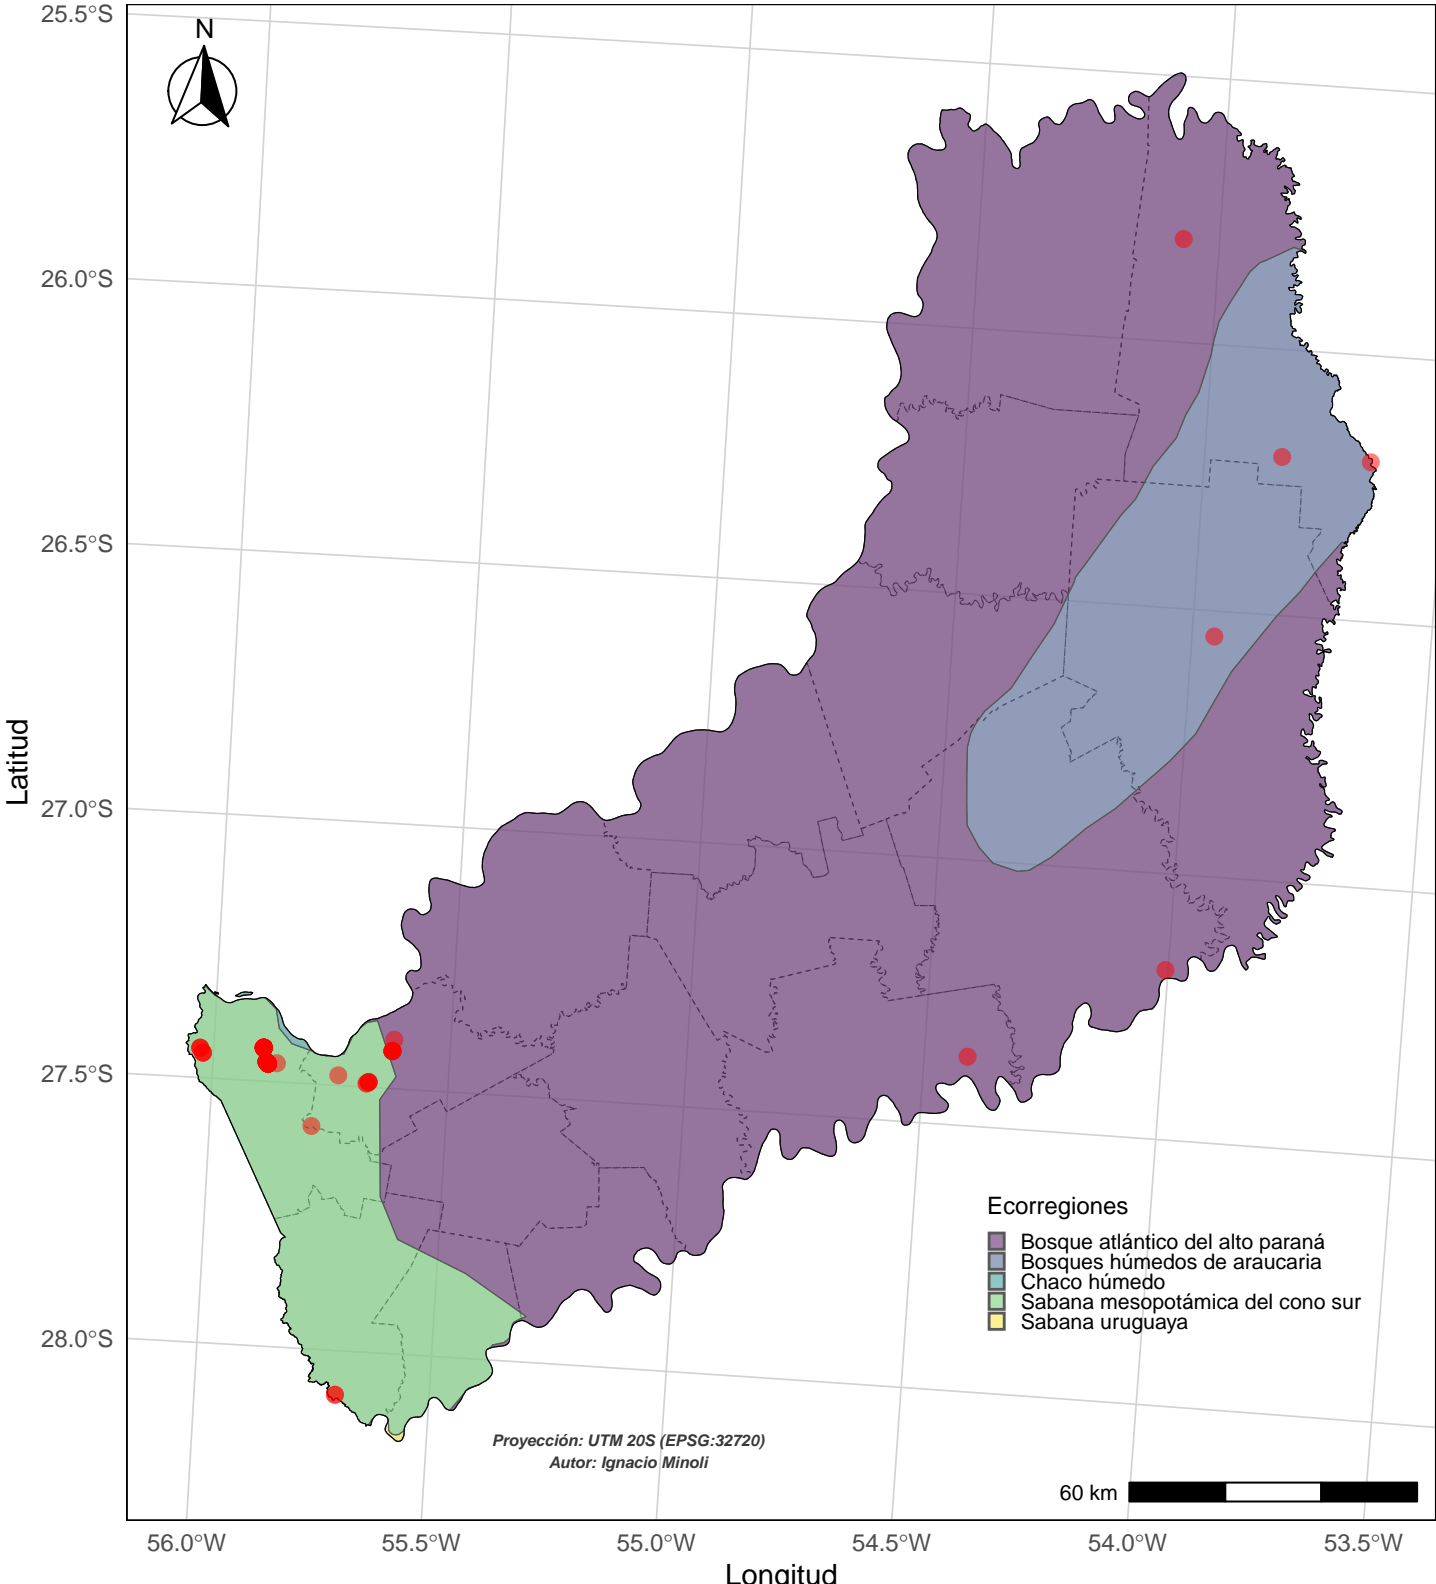 N
25.5°S
26.0°S
26.5°S
27.0°S
27.5°S
28.0°S
Latitud
Ecorregiones
Bosque atlántico del alto paraná
Bosques húmedos de araucaria
Chaco húmedo
Sabana mesopotámica del cono sur
Sabana uruguaya
Proyección: UTM 20S (EPSG:32720)
Autor: Ignacio Minoli
60 km
56.0°W 55.5°W 55.0°W 54.5°W 54.0°W 53.5°W
Longitud